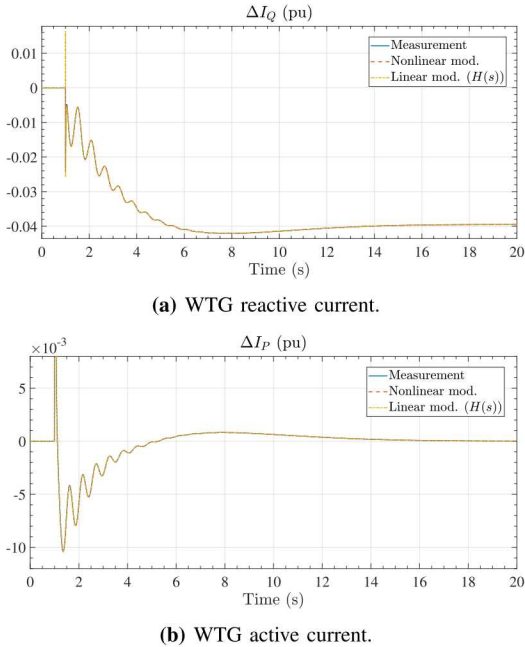 ΔI_Q (pu)
0.01
0
-0.01
-0.02
-0.03
-0.04
Measurement
Nonlinear mod.
Linear mod. (H(s))
0 2 4 6 8 10 12 14 16 18 20
Time (s)
(a) WTG reactive current.
×10⁻³
ΔI_P (pu)
5
0
-5
-10
Measurement
Nonlinear mod.
Linear mod. (H(s))
0 2 4 6 8 10 12 14 16 18 20
Time (s)
(b) WTG active current.